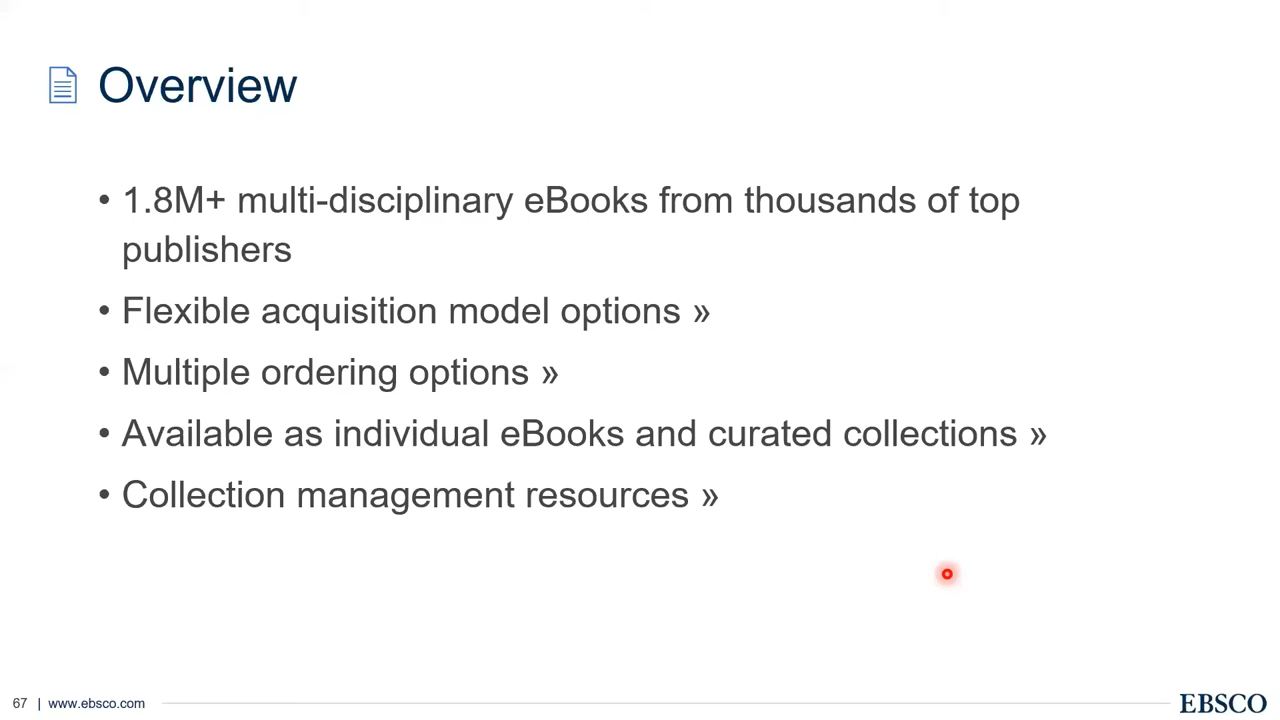 Overview
• 1.8M+ multi-disciplinary eBooks from thousands of top
publishers
• Flexible acquisition model options »
• Multiple ordering options »
• Available as individual eBooks and curated collections »
• Collection management resources »
67 | www.ebsco.com
EBSCO